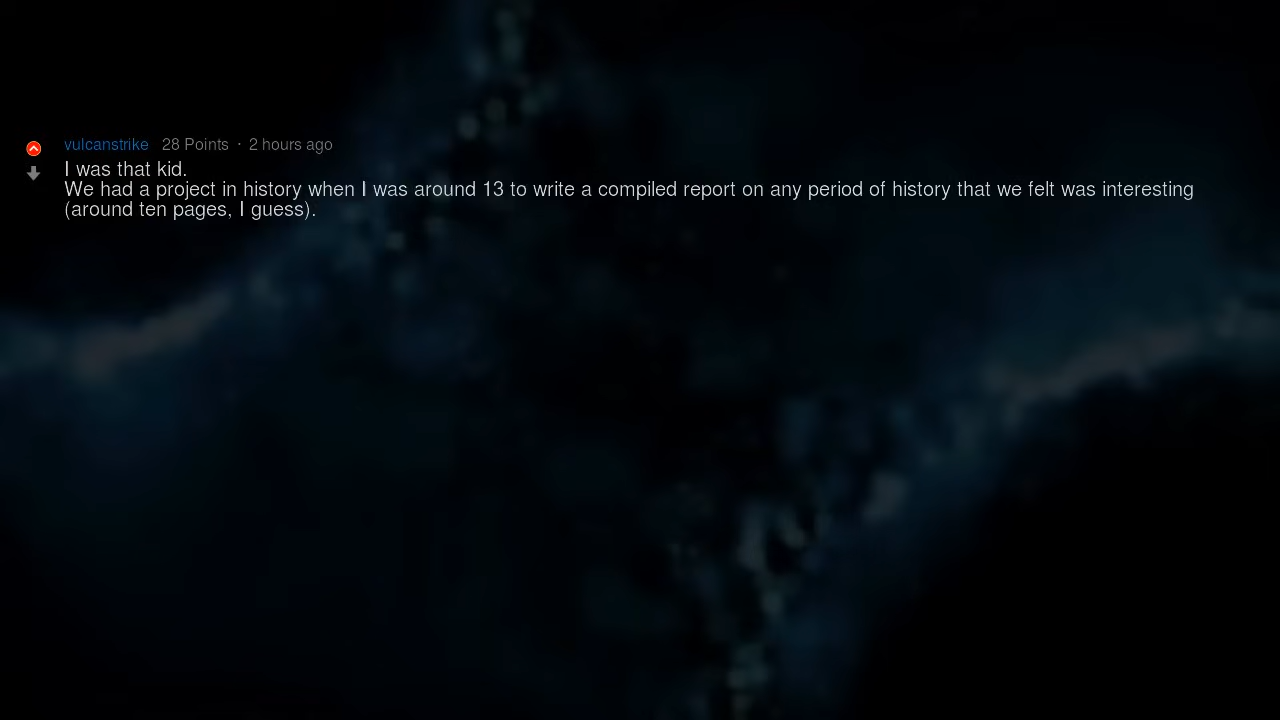 vulcanstrike 28 Points · 2 hours ago
I was that kid.
We had a project in history when I was around 13 to write a compiled report on any period of history that we felt was interesting
(around ten pages, I guess).